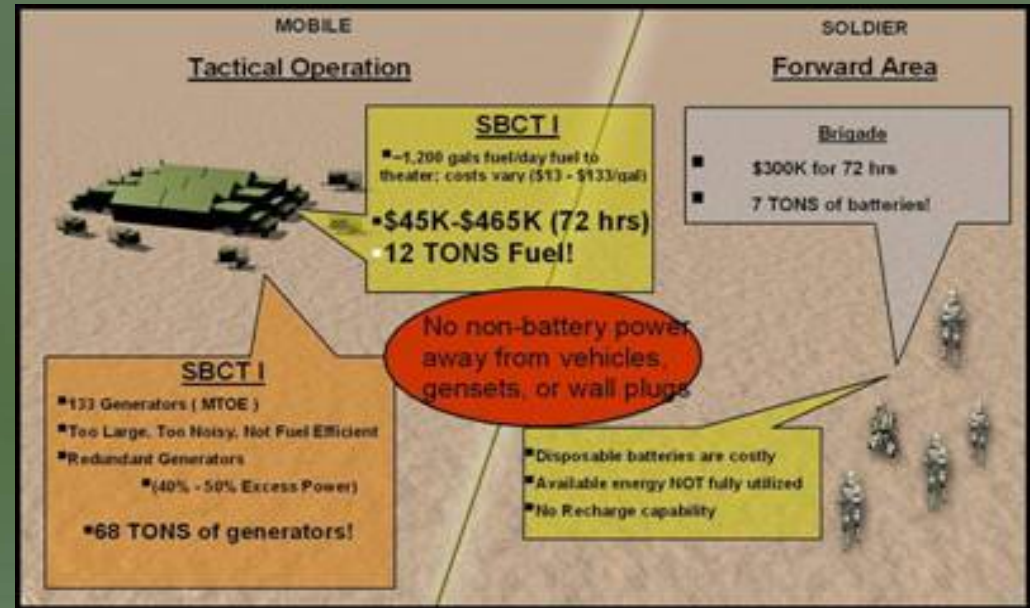 MOBILE
Tactical Operation
SBCT I
▪~1,200 gals fuel/day fuel to
theater; costs vary ($13 - $133/gal)
▪$45K-$465K (72 hrs)
▪12 TONS Fuel!
SBCT I
▪133 Generators ( MTOE )
▪Too Large, Too Noisy, Not Fuel Efficient
▪Redundant Generators
▪(40% - 50% Excess Power)
▪68 TONS of generators!
No non-battery power
away from vehicles,
gensets, or wall plugs
SOLDIER
Forward Area
Brigade
▪ $300K for 72 hrs
▪ 7 TONS of batteries!
▪Disposable batteries are costly
▪Available energy NOT fully utilized
▪No Recharge capability